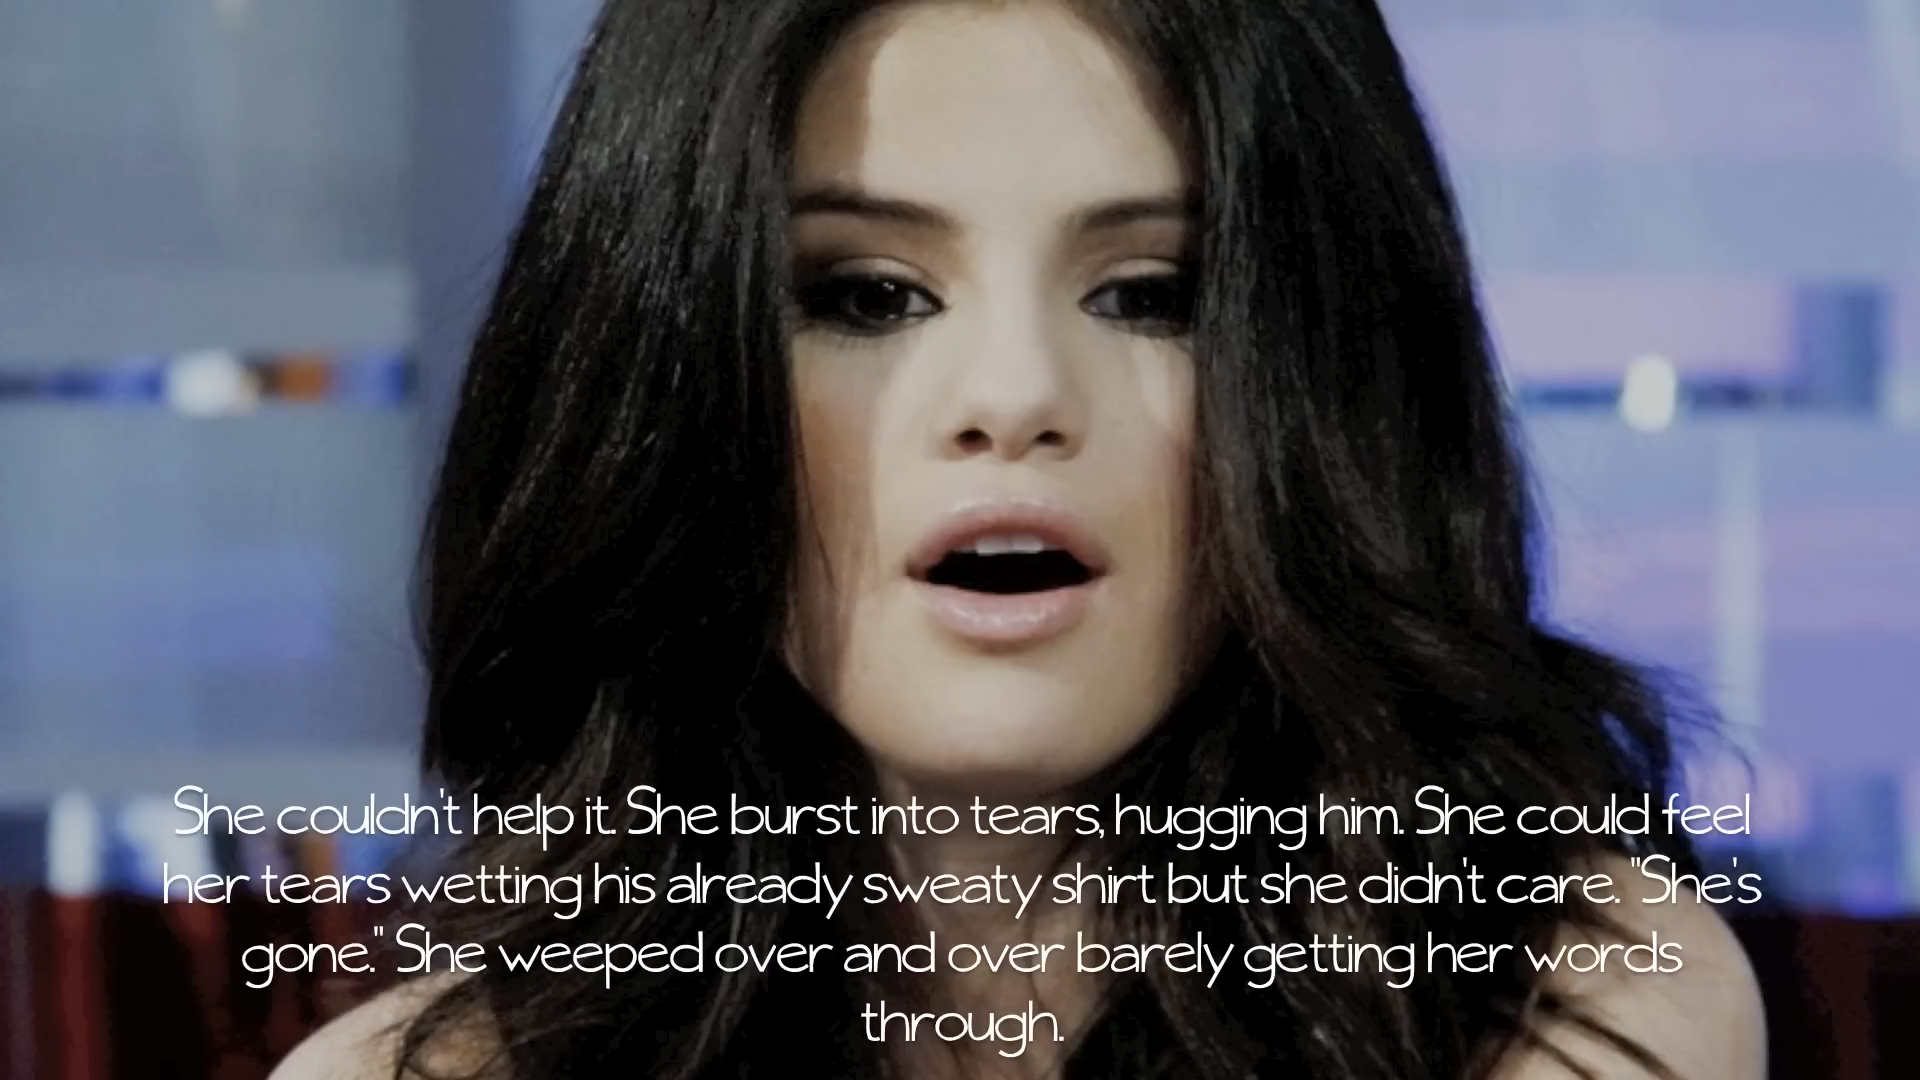 She couldn't help it. She burst into tears, hugging him. She could feel
her tears wetting his already sweaty shirt but she didn't care. "She's
gone." She weeped over and over barely getting her words
through.